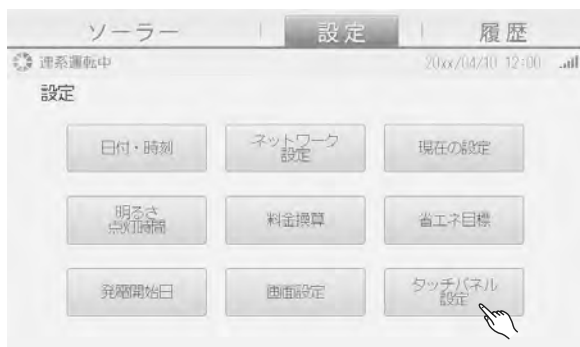 ソーラー 設定 履歴
連系運転中 20xx/04/10 12:00
設定
日付・時刻 ネットワーク
設定 現在の設定
明るさ
点灯時間 料金換算 省エネ目標
発電開始日 画面設定 タッチパネル
設定